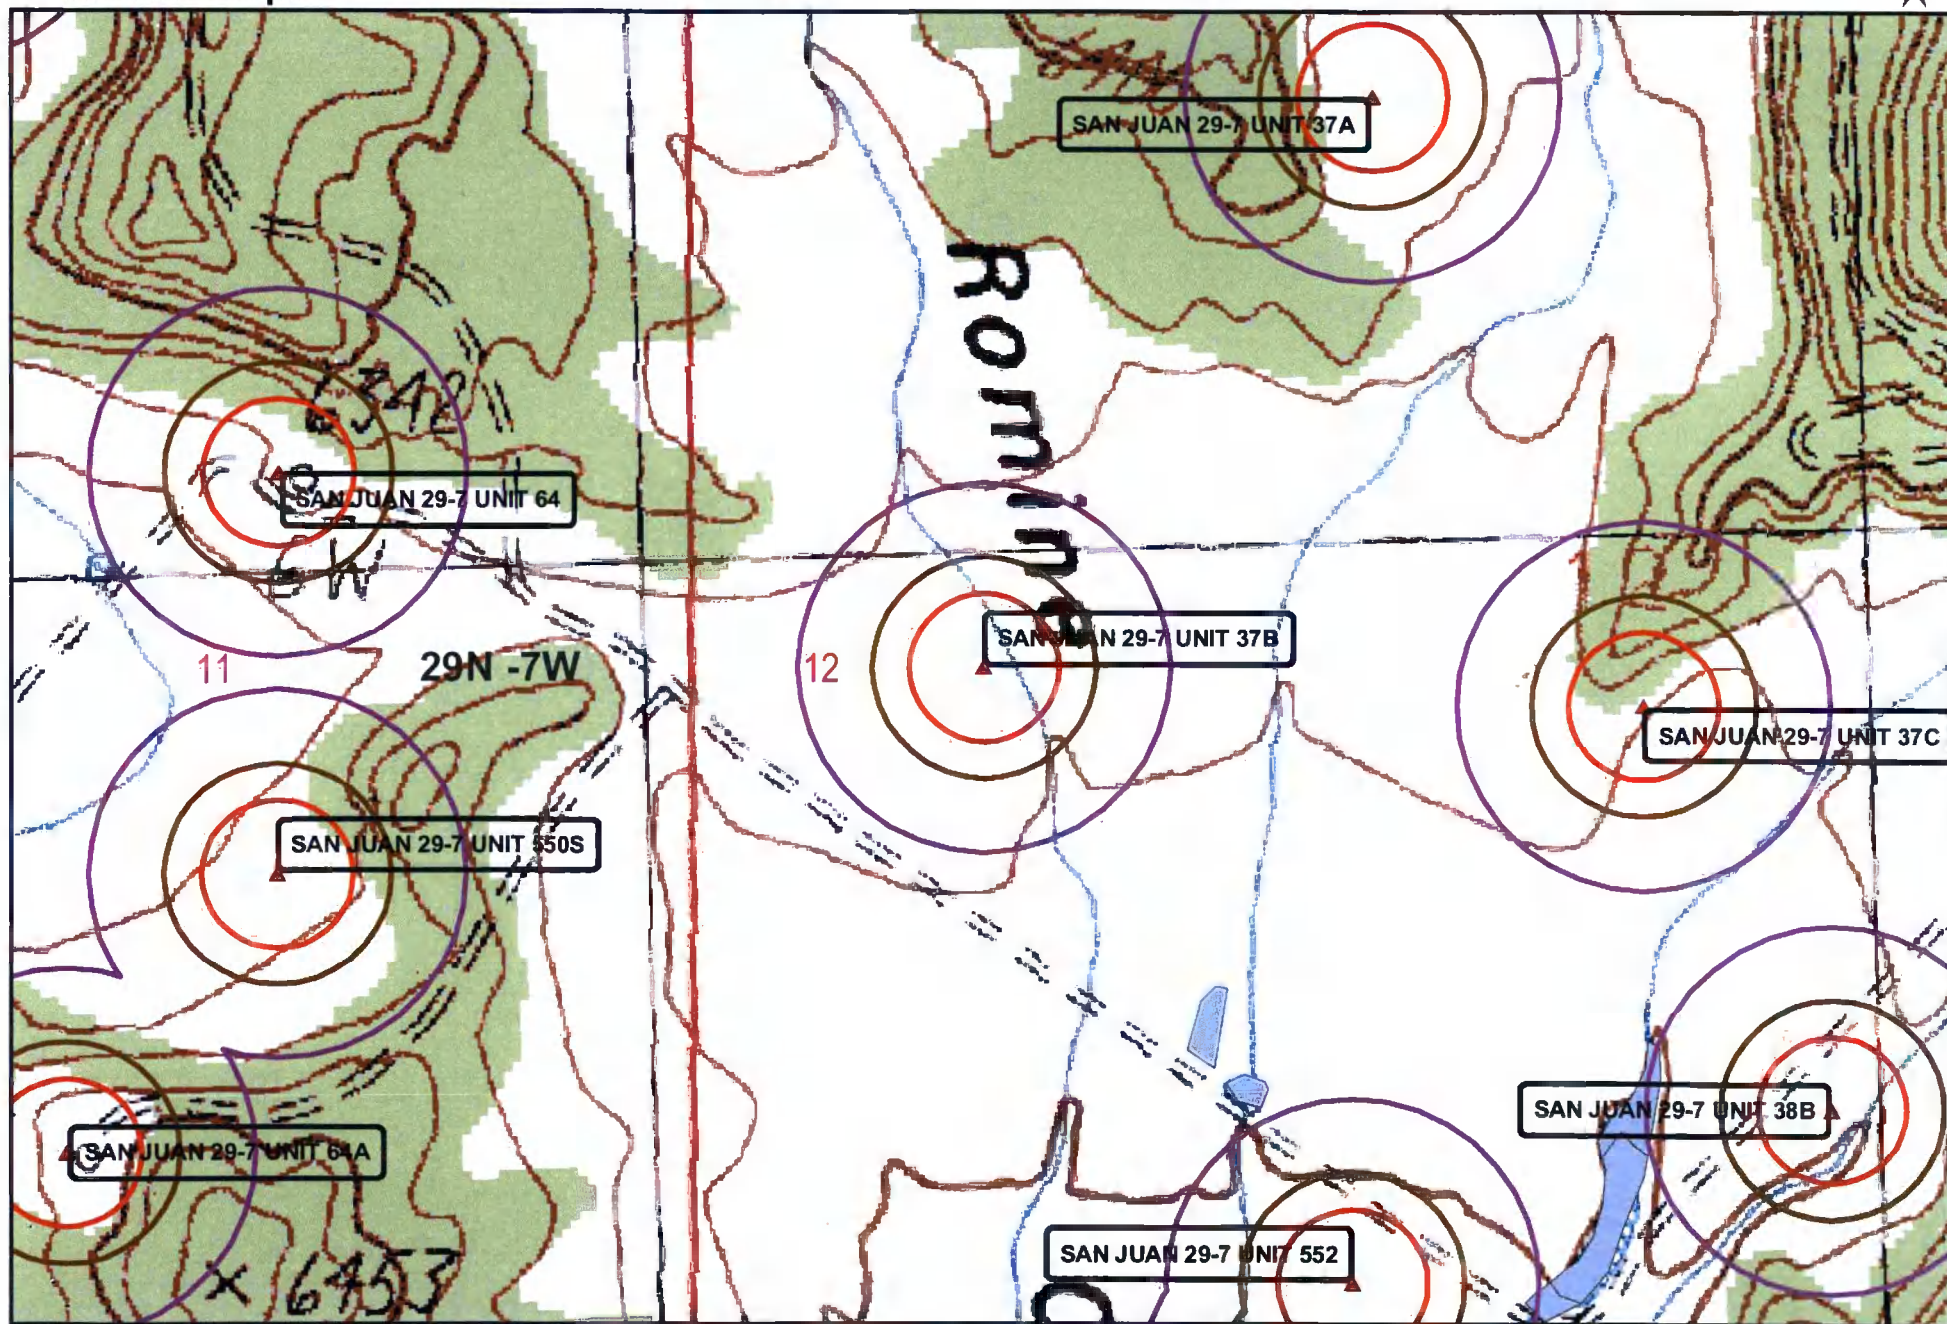 SAN JUAN 29-7 UNIT 37A
Romine
6342
SAN JUAN 29-7 UNIT 64
SAN JUAN 29-7 UNIT 37B
11
29N -7W
12
SAN JUAN 29-7 UNIT 37C
SAN JUAN 29-7 UNIT 550S
SAN JUAN 29-7 UNIT 38B
SAN JUAN 29-7 UNIT 64A
SAN JUAN 29-7 UNIT 552
x 6453